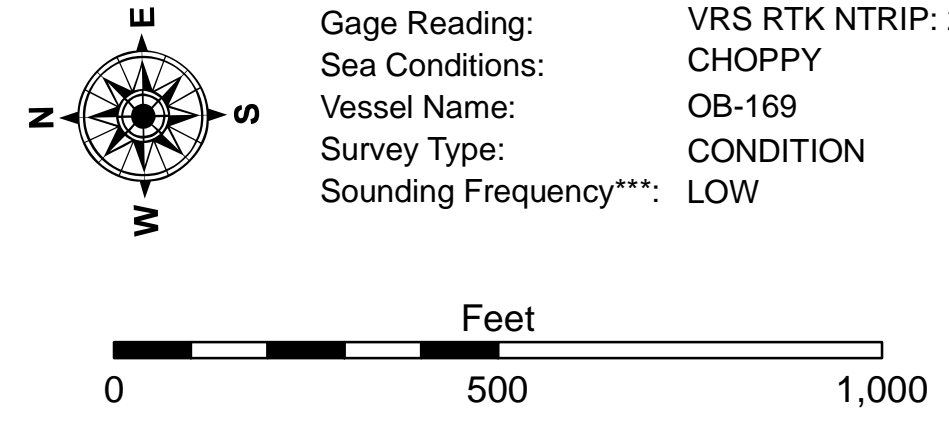 E
N
S
W
Gage Reading: VRS RTK NTRIP:
Sea Conditions: CHOPPY
Vessel Name: OB-169
Survey Type: CONDITION
Sounding Frequency***: LOW
Feet
0 500 1,000